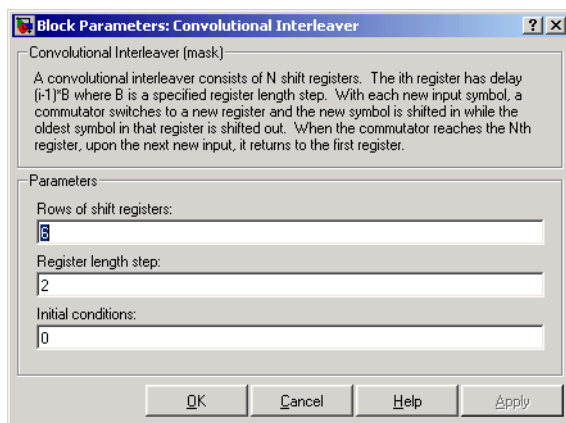 Block Parameters: Convolutional Interleaver
Convolutional Interleaver (mask)
A convolutional interleaver consists of N shift registers.  The ith register has delay
(i-1)*B where B is a specified register length step.  With each new input symbol, a
commutator switches to a new register and the new symbol is shifted in while the
oldest symbol in that register is shifted out.  When the commutator reaches the Nth
register, upon the next new input, it returns to the first register.
Parameters
Rows of shift registers:
6
Register length step:
2
Initial conditions:
0
OK Cancel Help Apply